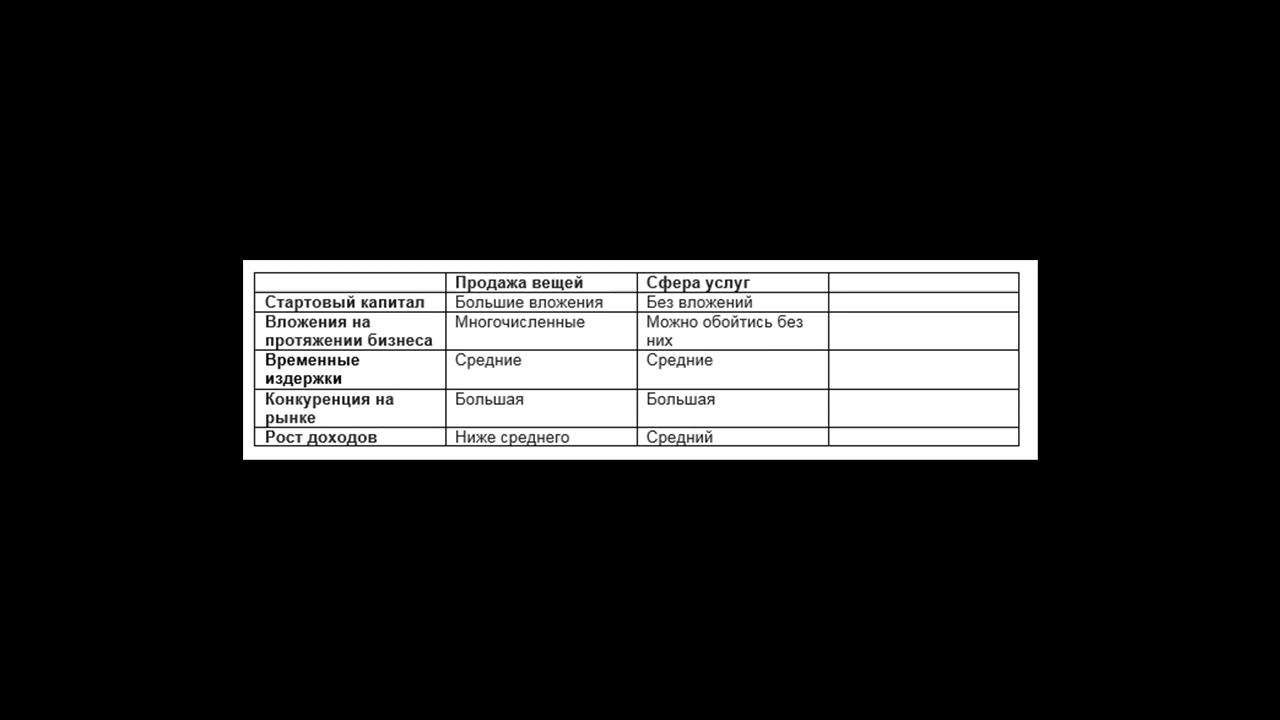 Продажа вещей Сфера услуг
Стартовый капитал Большие вложения Без вложений
Вложения на протяжении бизнеса Многочисленные Можно обойтись без них
Временные издержки Средние Средние
Конкуренция на рынке Большая Большая
Рост доходов Ниже среднего Средний